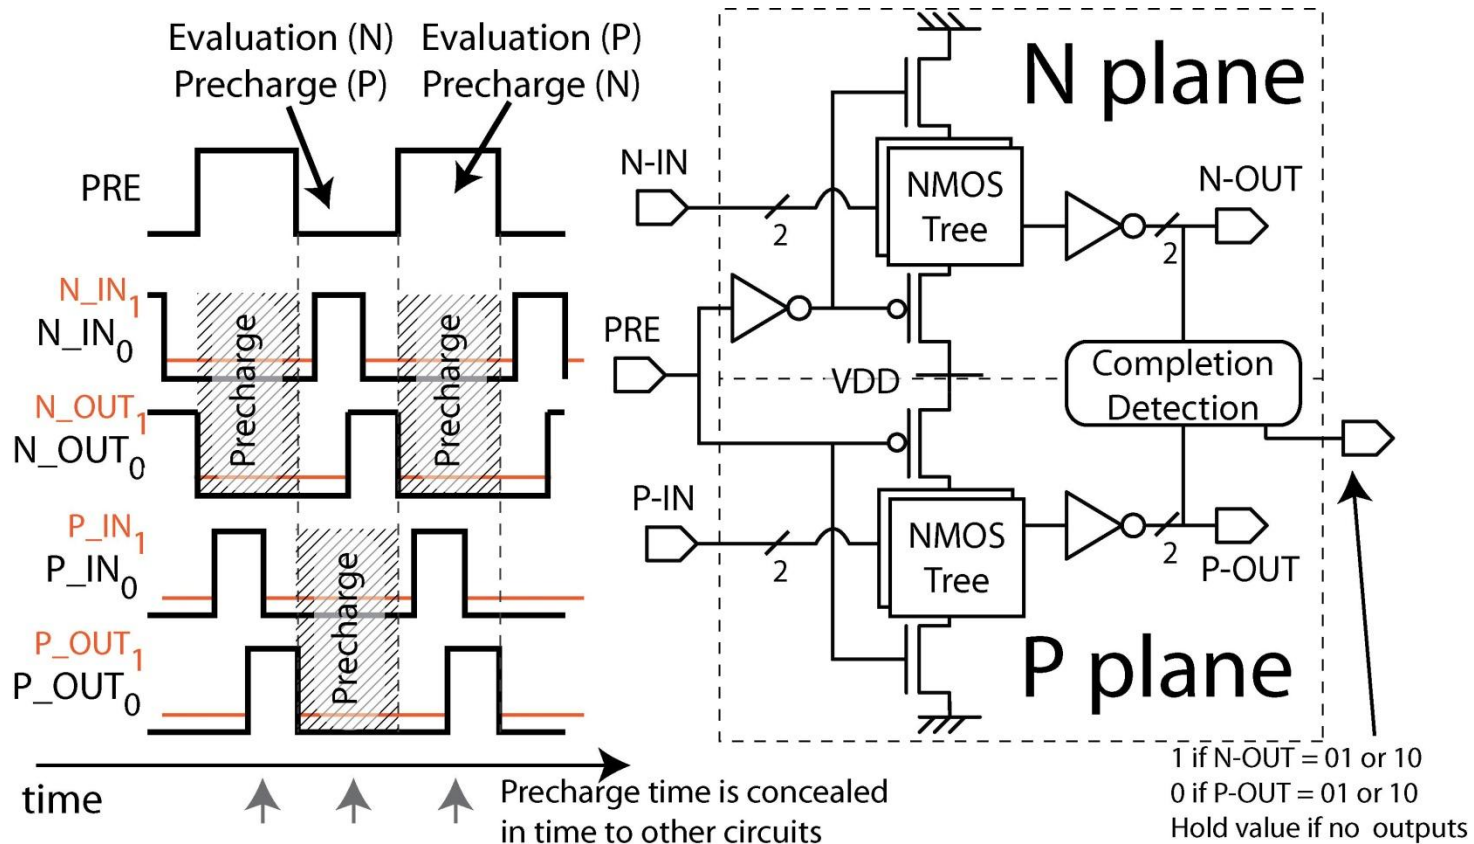 Evaluation (N)
Precharge (P)
Evaluation (P)
Precharge (N)
PRE
N_IN1
N_IN0
Precharge
Precharge
N_OUT1
N_OUT0
P_IN1
P_IN0
Precharge
P_OUT1
P_OUT0
time
Precharge time is concealed
in time to other circuits
N plane
N-IN
2
NMOS
Tree
2
N-OUT
PRE
VDD
Completion
Detection
P-IN
2
NMOS
Tree
2
P-OUT
P plane
1 if N-OUT = 01 or 10
0 if P-OUT = 01 or 10
Hold value if no outputs